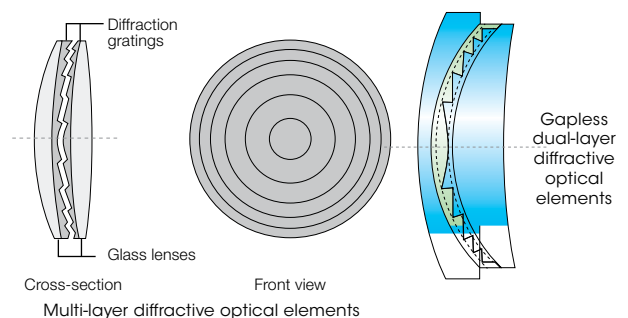 Diffraction
gratings
Glass lenses
Cross-section
Front view
Multi-layer diffractive optical elements
Gapless
dual-layer
diffractive
optical
elements